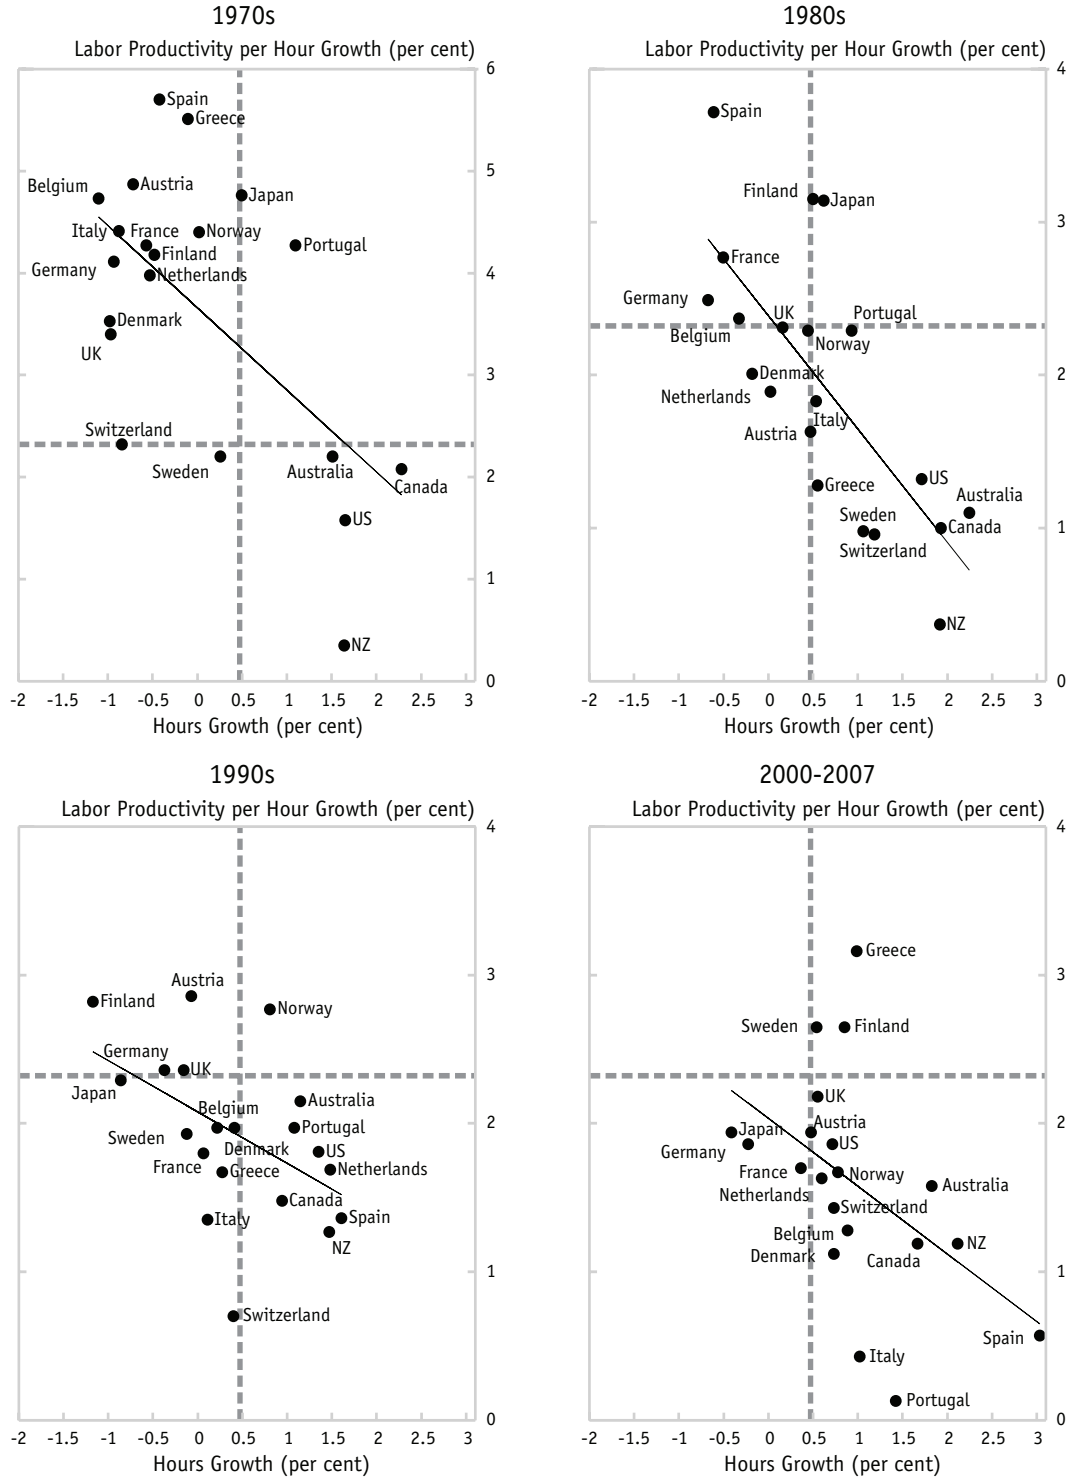 1970s
Labor Productivity per Hour Growth (per cent)
6
Spain
Greece
5
Belgium
Austria
Japan
Italy
France
Norway
Portugal
Finland
Germany
Netherlands
4
Denmark
UK
3
Switzerland
Sweden
Australia
2
Canada
US
1
NZ
0
-2 -1.5 -1 -0.5 0 0.5 1 1.5 2 2.5 3
Hours Growth (per cent)
1980s
Labor Productivity per Hour Growth (per cent)
4
Spain
Finland
Japan
3
France
Germany
UK
Portugal
Belgium
Norway
Denmark
2
Netherlands
Italy
Austria
US
Greece
Australia
Sweden
Canada
1
Switzerland
NZ
0
-2 -1.5 -1 -0.5 0 0.5 1 1.5 2 2.5 3
Hours Growth (per cent)
1990s
Labor Productivity per Hour Growth (per cent)
4
3
Austria
Finland
Norway
Germany
UK
Japan
Belgium
Australia
2
Sweden
Portugal
Denmark
US
France
Greece
Netherlands
Canada
Italy
Spain
NZ
1
Switzerland
0
-2 -1.5 -1 -0.5 0 0.5 1 1.5 2 2.5 3
Hours Growth (per cent)
2000-2007
Labor Productivity per Hour Growth (per cent)
4
Greece
3
Sweden
Finland
UK
2
Japan
Austria
Germany
US
France
Norway
Netherlands
Australia
Switzerland
Belgium
Denmark
Canada
NZ
1
Spain
Italy
Portugal
0
-2 -1.5 -1 -0.5 0 0.5 1 1.5 2 2.5 3
Hours Growth (per cent)